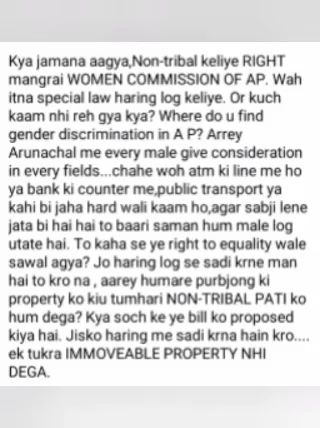 Kya jamana aagya,Non-tribal keliye RIGHT
mangrai WOMEN COMMISSION OF AP. Wah
itna special law haring log keliye. Or kuch
kaam nhi reh gya kya? Where do u find
gender discrimination in A P? Arrey
Arunachal me every male give consideration
in every fields...chahe woh atm ki line me ho
ya bank ki counter me,public transport ya
kahi bi jaha hard wali kaam ho,agar sabji lene
jata bi hai hai to baari saman hum male log
utate hai. To kaha se ye right to equality wale
sawal agya? Jo haring log se sadi krne man
hai to kro na , aarey humare purbjong ki
property ko kiu tumhari NON-TRIBAL PATI ko
hum dega? Kya soch ke ye bill ko proposed
kiya hai. Jisko haring me sadi krna hain kro....
ek tukra IMMOVEABLE PROPERTY NHI
DEGA.